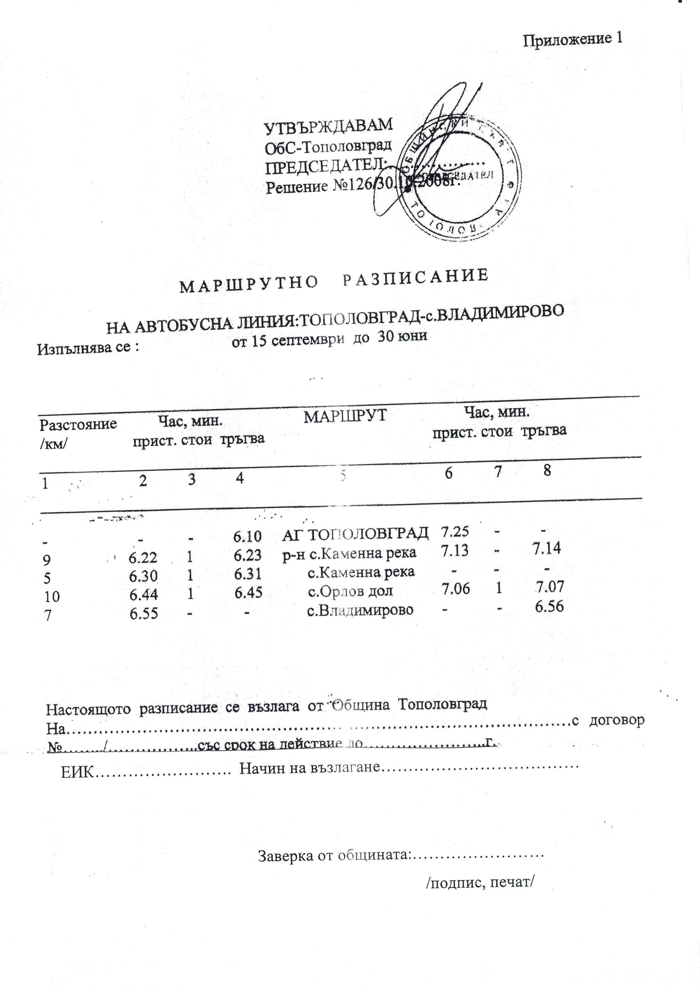 Приложение 1
УТВЪРЖДАВАМ
ОбС-Тополовград
ПРЕДСЕДАТЕЛ:................
Решение №126/30.10.2008г.
ОБЩИНСКИ СЪВЕТ
ПРЕДСЕДАТЕЛ
МАРШРУТНО РАЗПИСАНИЕ
НА АВТОБУСНА ЛИНИЯ:ТОПОЛОВГРАД-с.ВЛАДИМИРОВО
Изпълнява се : от 15 септември до 30 юни
Разстояние Час, мин. МАРШРУТ Час, мин.
/км/ прист. стои тръгва прист. стои тръгва
1 2 3 4 5 6 7 8
- - - 6.10 АГ ТОПОЛОВГРАД 7.25 - -
9 6.22 1 6.23 р-н с.Каменна река 7.13 - 7.14
5 6.30 1 6.31 с.Каменна река - - -
10 6.44 1 6.45 с.Орлов дол 7.06 1 7.07
7 6.55 - - с.Владимирово - - 6.56
Настоящото разписание се възлага от Община Тополовград
На..............................................................................с договор
№......../..................със срок на действие до........................г.
ЕИК......................... Начин на възлагане....................................
Заверка от общината:........................
/подпис, печат/